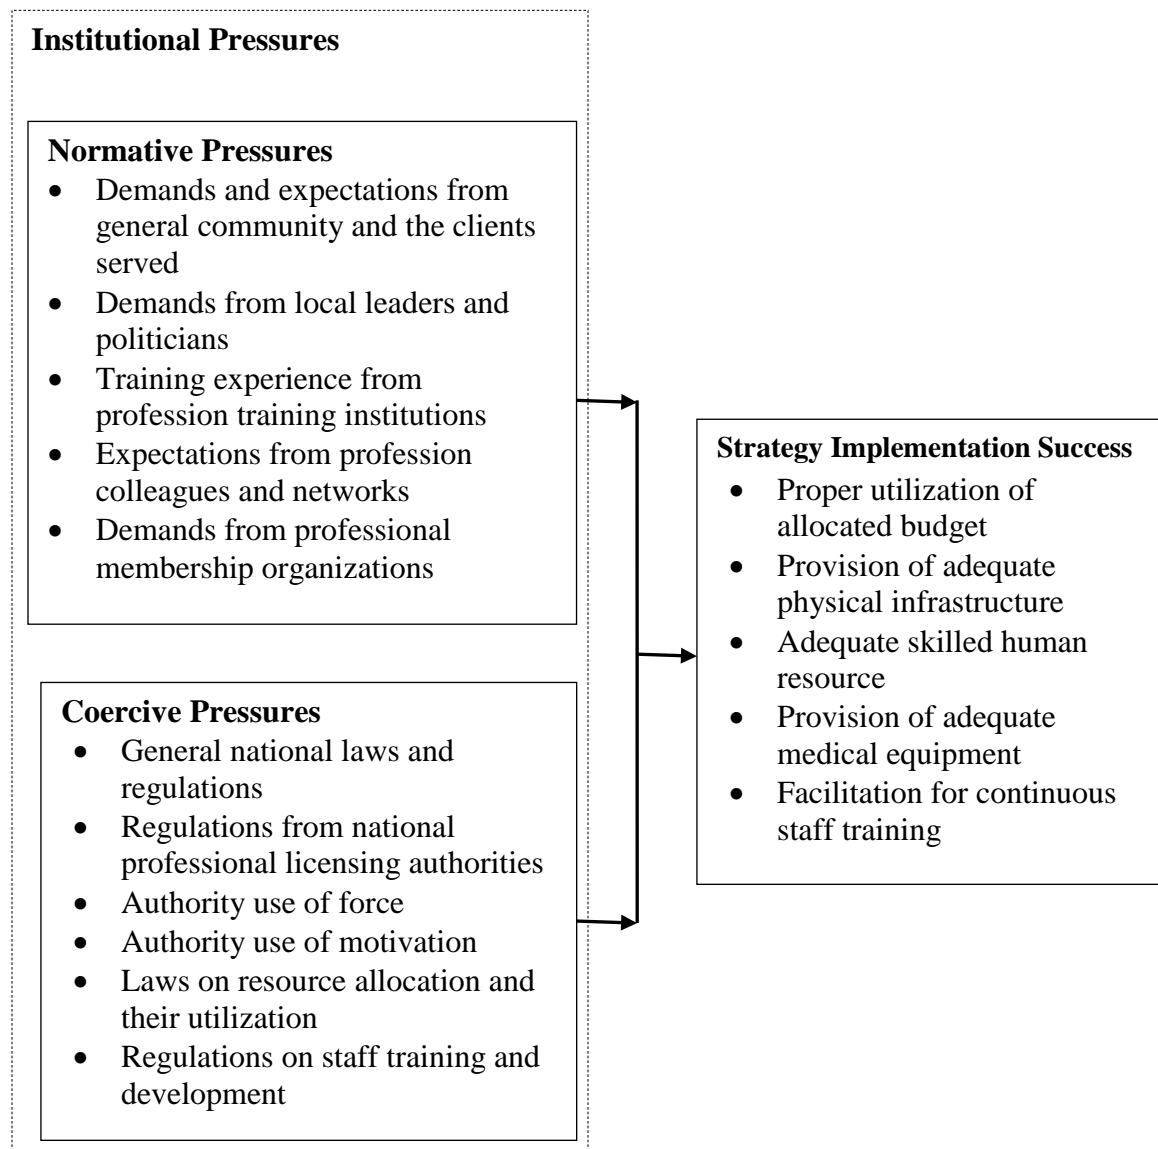 Institutional Pressures
Normative Pressures
• Demands and expectations from
general community and the clients
served
• Demands from local leaders and
politicians
• Training experience from
profession training institutions
• Expectations from profession
colleagues and networks
• Demands from professional
membership organizations
Coercive Pressures
• General national laws and
regulations
• Regulations from national
professional licensing authorities
• Authority use of force
• Authority use of motivation
• Laws on resource allocation and
their utilization
• Regulations on staff training and
development
Strategy Implementation Success
• Proper utilization of
allocated budget
• Provision of adequate
physical infrastructure
• Adequate skilled human
resource
• Provision of adequate
medical equipment
• Facilitation for continuous
staff training